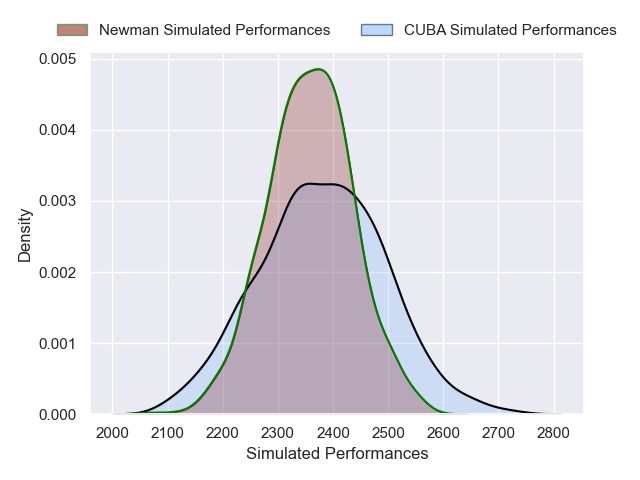 Newman Simulated Performances
CUBA Simulated Performances
0.005
0.004
0.003
0.002
0.001
0.000
Density
2000 2100 2200 2300 2400 2500 2600 2700 2800
Simulated Performances